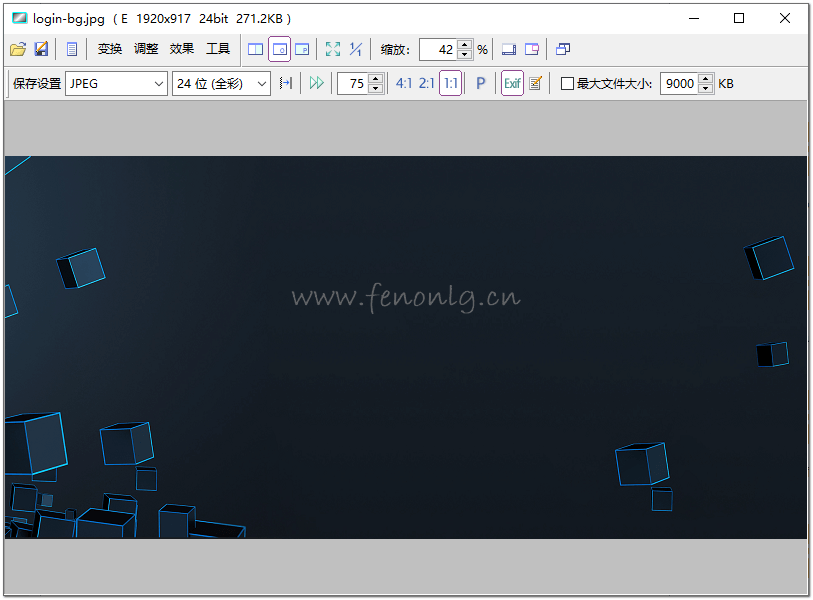 login-bg.jpg ( E 1920x917 24bit 271.2KB )
变换 调整 效果 工具 1/1 缩放: 42 %
保存设置 JPEG 24 位 (全彩) 75 4:1 2:1 1:1 P Exif 最大文件大小: 9000 KB
www.fenonlg.cn